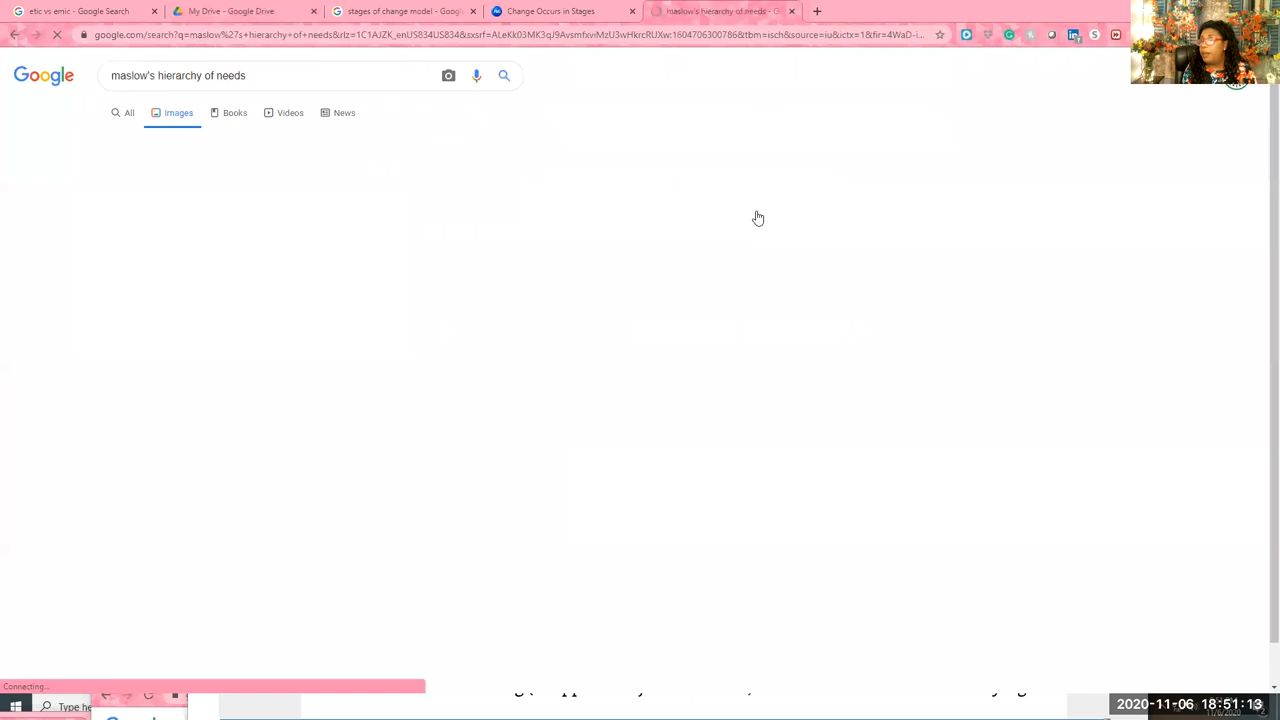 etic vs emic - Google Search
My Drive - Google Drive
stages of change model - Googl
Change Occurs in Stages
maslow's hierarchy of needs - G
google.com/search?q=maslow%27s+hierarchy+of+needs&rlz=1C1AJZK_enUS834US834&sxsrf=ALeKk03MK3qJ9AvsmfxviMzU3wHkrcRUXw:1604706300786&tbm=isch&source=iu&ictx=1&fir=4WaD-i...
Google
maslow's hierarchy of needs
All
Images
Books
Videos
News
Connecting...
Type he
2020-11-06 18:51:13